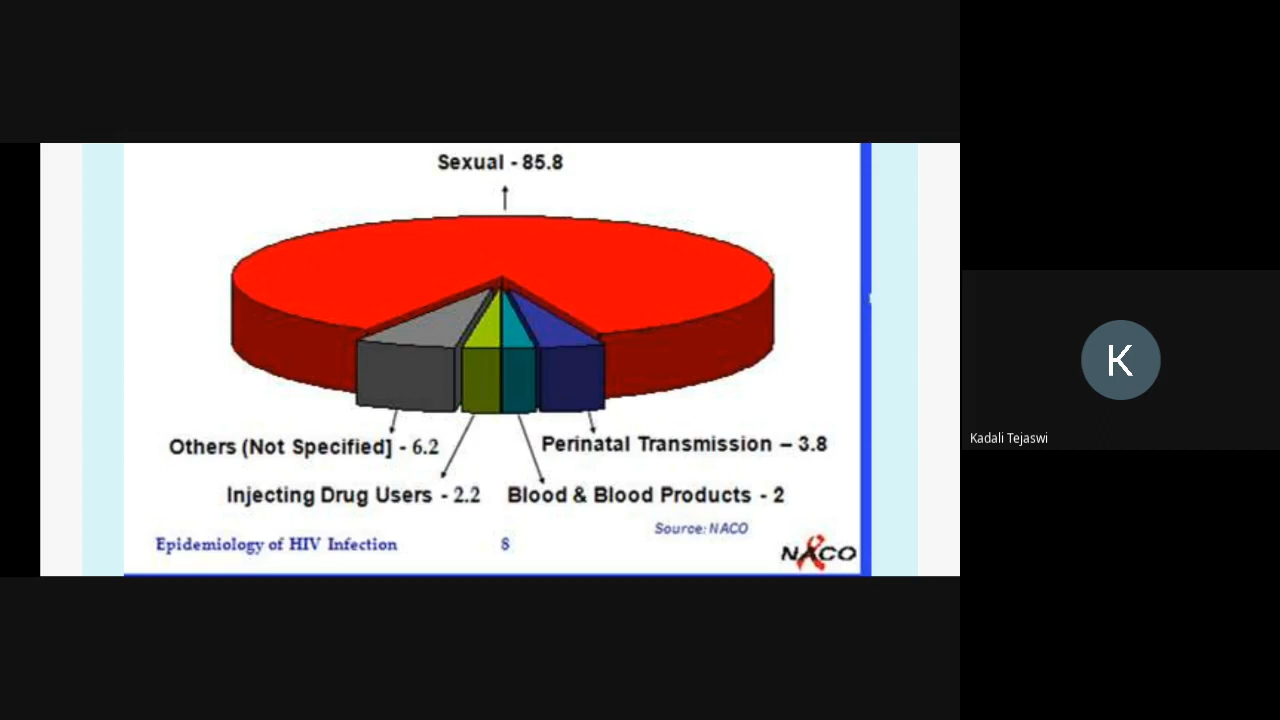 Sexual - 85.8
Others (Not Specified] - 6.2
Perinatal Transmission – 3.8
Injecting Drug Users - 2.2
Blood & Blood Products - 2
Source: NACO
Epidemiology of HIV Infection
8
NACO
K
Kadali Tejaswi